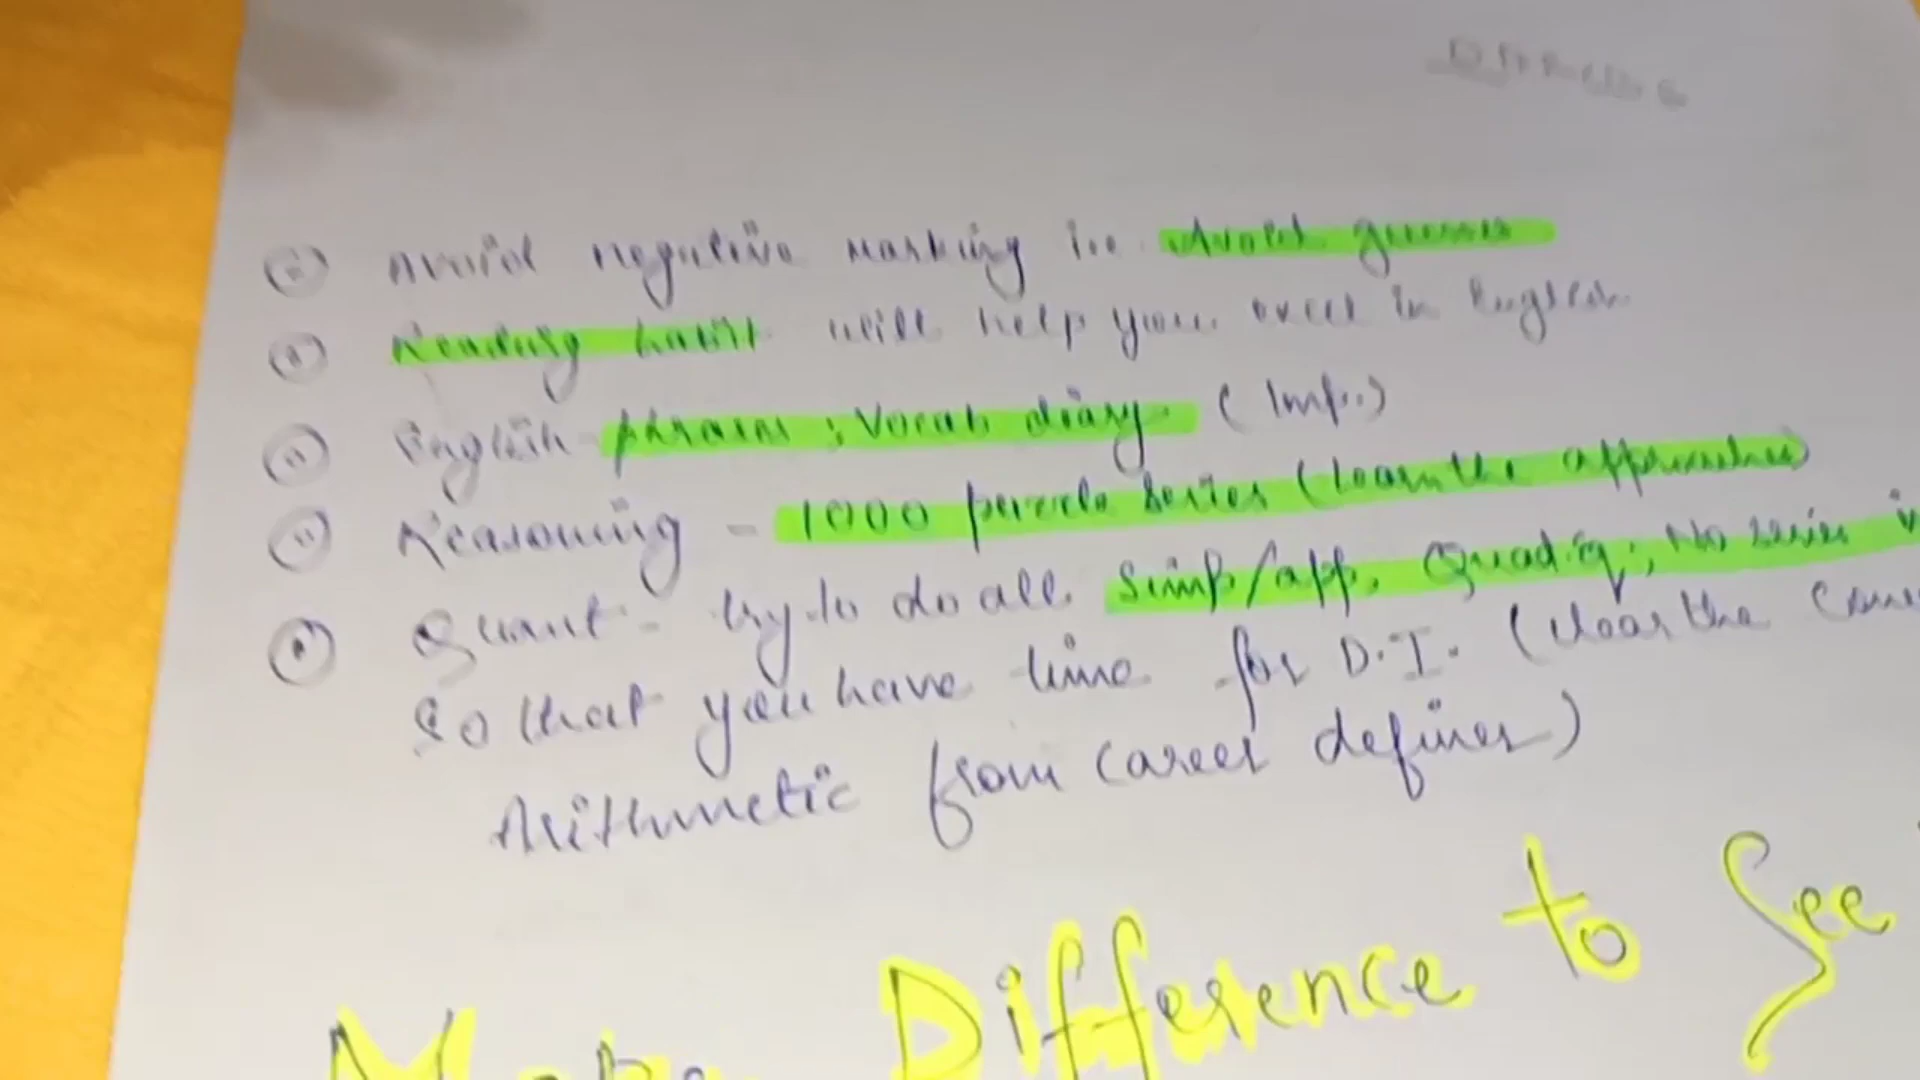 Avoid negative marking i.e. Avoid guesses
Reading habit will help you excel in English
English - phrases ; Vocab diary. (Imp.)
Reasoning - 1000 puzzle series (learn the approaches)
Quant - try to do all simp/app, Quad.eq; No series
So that you have time for D.I. (clear the
Arithmetic from career definer)
Make Difference to See